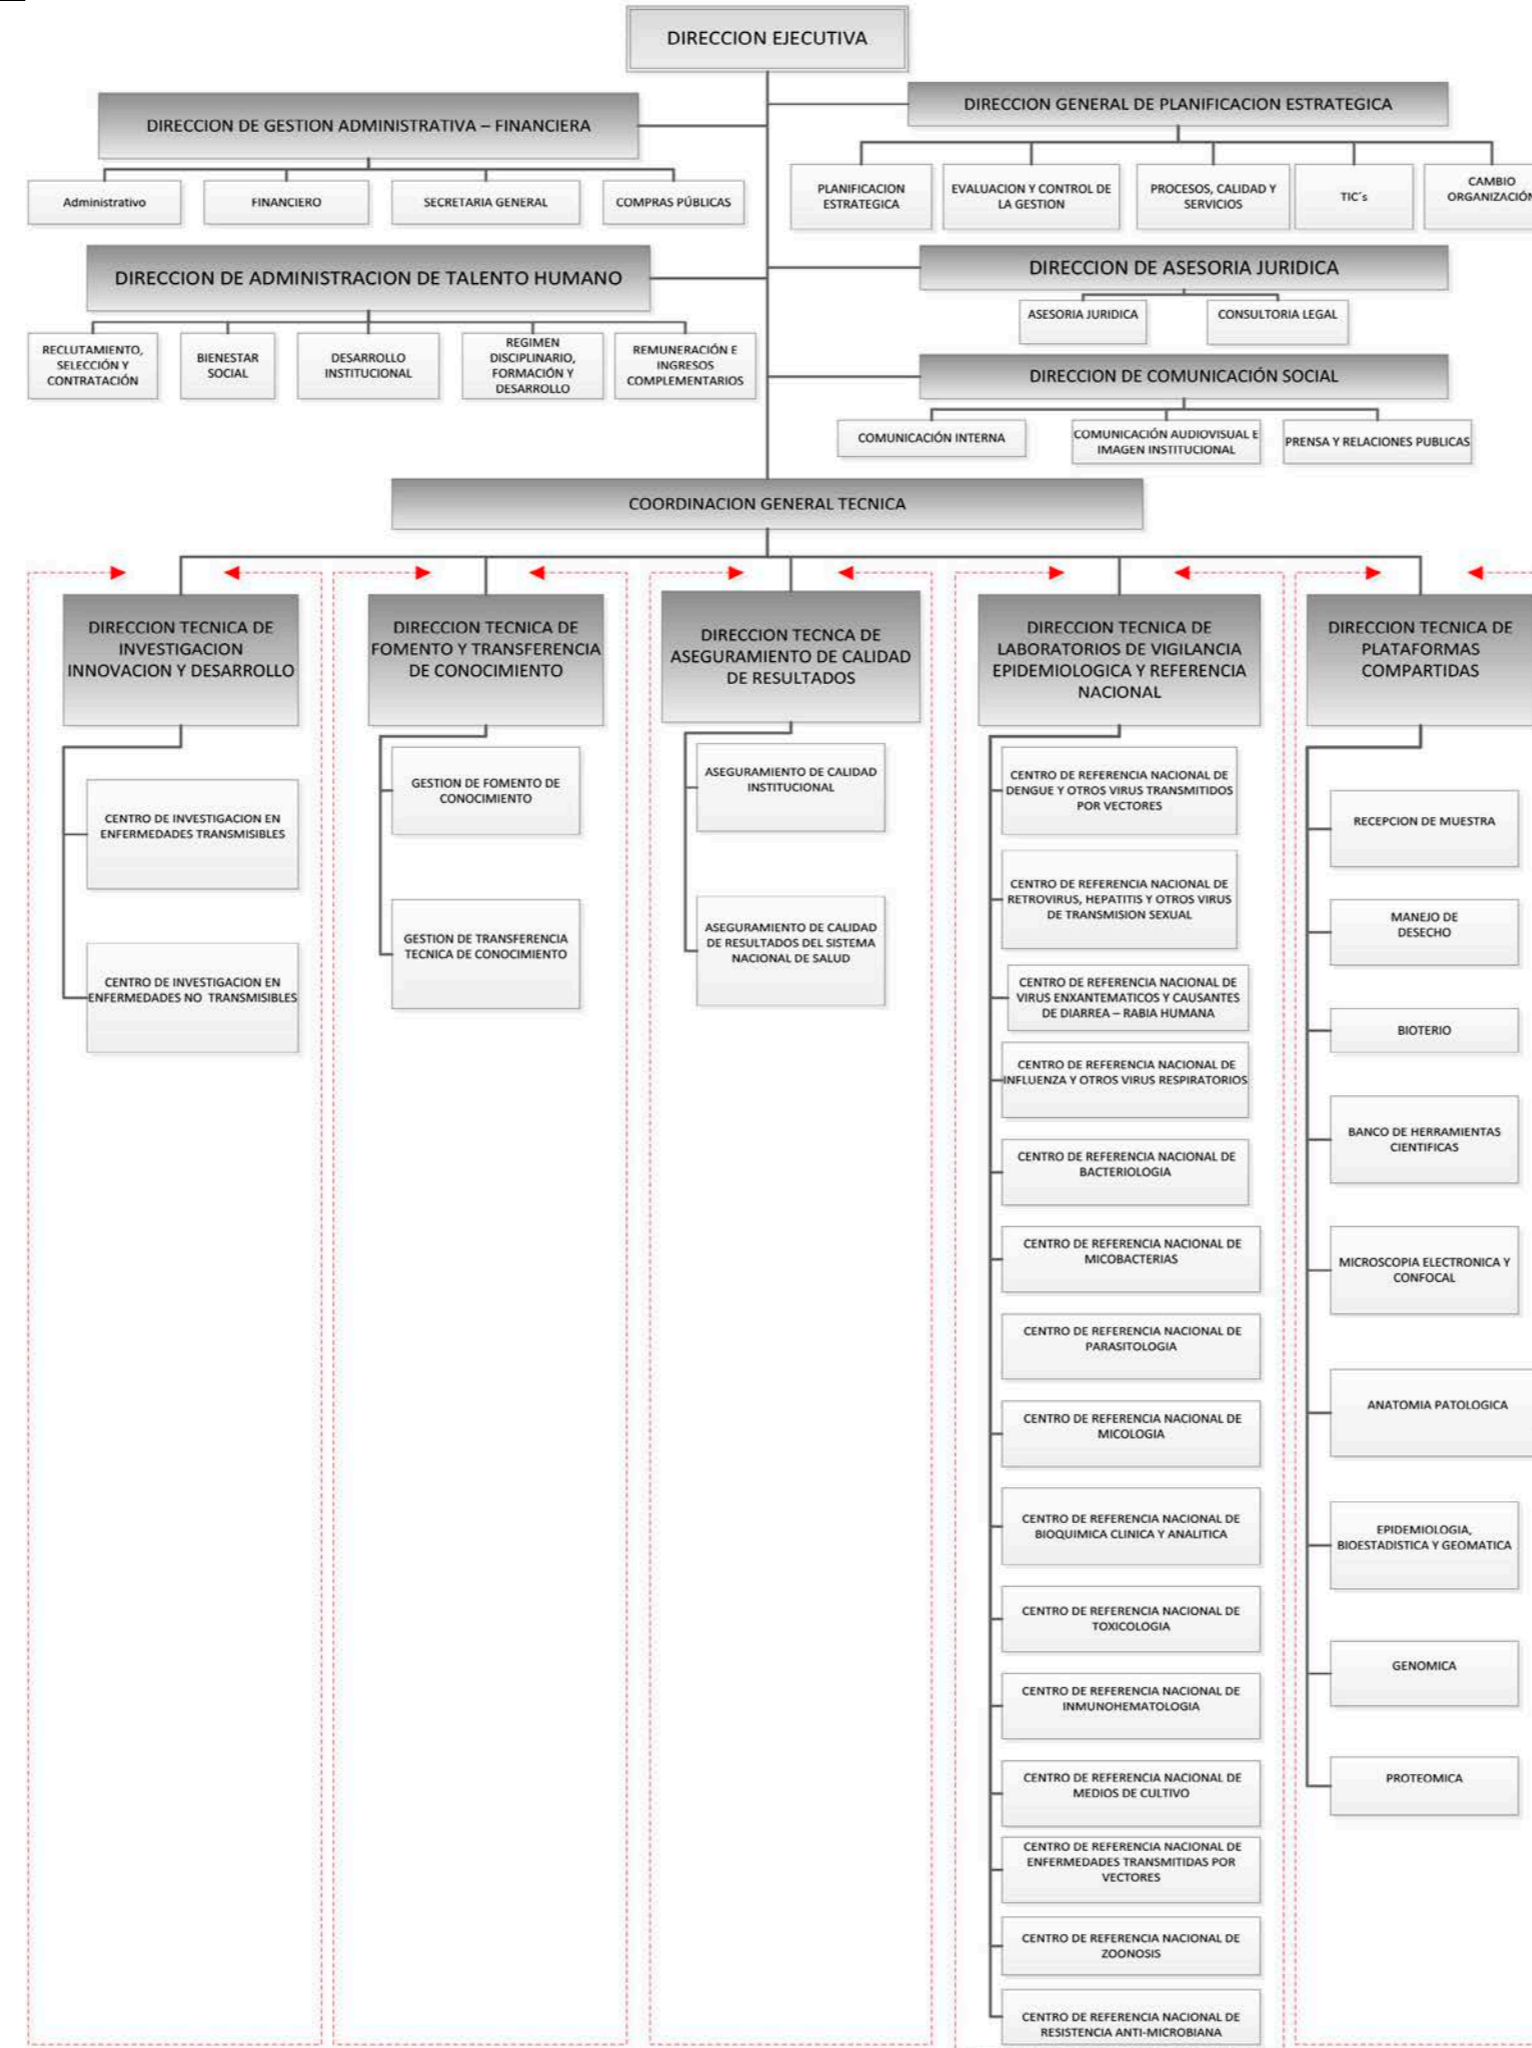 DIRECCION EJECUTIVA
DIRECCION DE GESTION ADMINISTRATIVA – FINANCIERA
Administrativo
FINANCIERO
SECRETARIA GENERAL
COMPRAS PÚBLICAS
DIRECCION GENERAL DE PLANIFICACION ESTRATEGICA
PLANIFICACION
ESTRATEGICA
EVALUACION Y CONTROL DE
LA GESTION
PROCESOS, CALIDAD Y
SERVICIOS
TIC´s
CAMBIO
ORGANIZACIÓN
DIRECCION DE ADMINISTRACION DE TALENTO HUMANO
RECLUTAMIENTO,
SELECCIÓN Y
CONTRATACIÓN
BIENESTAR
SOCIAL
DESARROLLO
INSTITUCIONAL
REGIMEN
DISCIPLINARIO,
FORMACIÓN Y
DESARROLLO
REMUNERACIÓN E
INGRESOS
COMPLEMENTARIOS
DIRECCION DE ASESORIA JURIDICA
ASESORIA JURIDICA
CONSULTORIA LEGAL
DIRECCION DE COMUNICACIÓN SOCIAL
COMUNICACIÓN INTERNA
COMUNICACIÓN AUDIOVISUAL E
IMAGEN INSTITUCIONAL
PRENSA Y RELACIONES PUBLICAS
COORDINACION GENERAL TECNICA
DIRECCION TECNICA DE
INVESTIGACION
INNOVACION Y DESARROLLO
CENTRO DE INVESTIGACION EN
ENFERMEDADES TRANSMISIBLES
CENTRO DE INVESTIGACION EN
ENFERMEDADES NO TRANSMISIBLES
DIRECCION TECNICA DE
FOMENTO Y TRANSFERENCIA
DE CONOCIMIENTO
GESTION DE FOMENTO DE
CONOCIMIENTO
GESTION DE TRANSFERENCIA
TECNICA DE CONOCIMIENTO
DIRECCION TECNCA DE
ASEGURAMIENTO DE CALIDAD
DE RESULTADOS
ASEGURAMIENTO DE CALIDAD
INSTITUCIONAL
ASEGURAMIENTO DE CALIDAD
DE RESULTADOS DEL SISTEMA
NACIONAL DE SALUD
DIRECCION TECNICA DE
LABORATORIOS DE VIGILANCIA
EPIDEMIOLOGICA Y REFERENCIA
NACIONAL
CENTRO DE REFERENCIA NACIONAL DE
DENGUE Y OTROS VIRUS TRANSMITIDOS
POR VECTORES
CENTRO DE REFERENCIA NACIONAL DE
RETROVIRUS, HEPATITIS Y OTROS VIRUS
DE TRANSMISION SEXUAL
CENTRO DE REFERENCIA NACIONAL DE
VIRUS ENXANTEMATICOS Y CAUSANTES
DE DIARREA – RABIA HUMANA
CENTRO DE REFERENCIA NACIONAL DE
INFLUENZA Y OTROS VIRUS RESPIRATORIOS
CENTRO DE REFERENCIA NACIONAL DE
BACTERIOLOGIA
CENTRO DE REFERENCIA NACIONAL DE
MICOBACTERIAS
CENTRO DE REFERENCIA NACIONAL DE
PARASITOLOGIA
CENTRO DE REFERENCIA NACIONAL DE
MICOLOGIA
CENTRO DE REFERENCIA NACIONAL DE
BIOQUIMICA CLINICA Y ANALITICA
CENTRO DE REFERENCIA NACIONAL DE
TOXICOLOGIA
CENTRO DE REFERENCIA NACIONAL DE
INMUNOHEMATOLOGIA
CENTRO DE REFERENCIA NACIONAL DE
MEDIOS DE CULTIVO
CENTRO DE REFERENCIA NACIONAL DE
ENFERMEDADES TRANSMITIDAS POR
VECTORES
CENTRO DE REFERENCIA NACIONAL DE
ZOONOSIS
CENTRO DE REFERENCIA NACIONAL DE
RESISTENCIA ANTI-MICROBIANA
DIRECCION TECNICA DE
PLATAFORMAS
COMPARTIDAS
RECEPCION DE MUESTRA
MANEJO DE
DESECHO
BIOTERIO
BANCO DE HERRAMIENTAS
CIENTIFICAS
MICROSCOPIA ELECTRONICA Y
CONFOCAL
ANATOMIA PATOLOGICA
EPIDEMIOLOGIA,
BIOESTADISTICA Y GEOMATICA
GENOMICA
PROTEOMICA